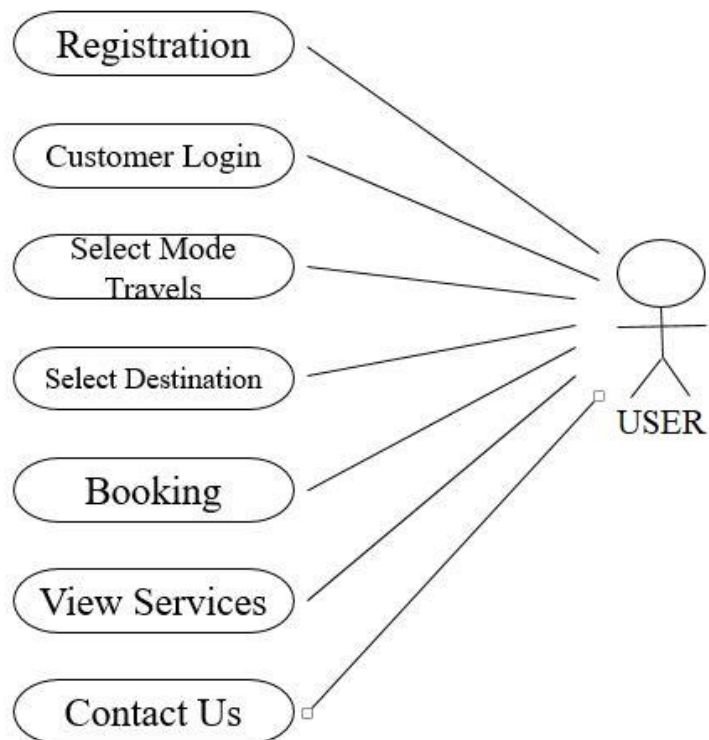 Registration
Customer Login
Select Mode
Travels
Select Destination
USER
Booking
View Services
Contact Us